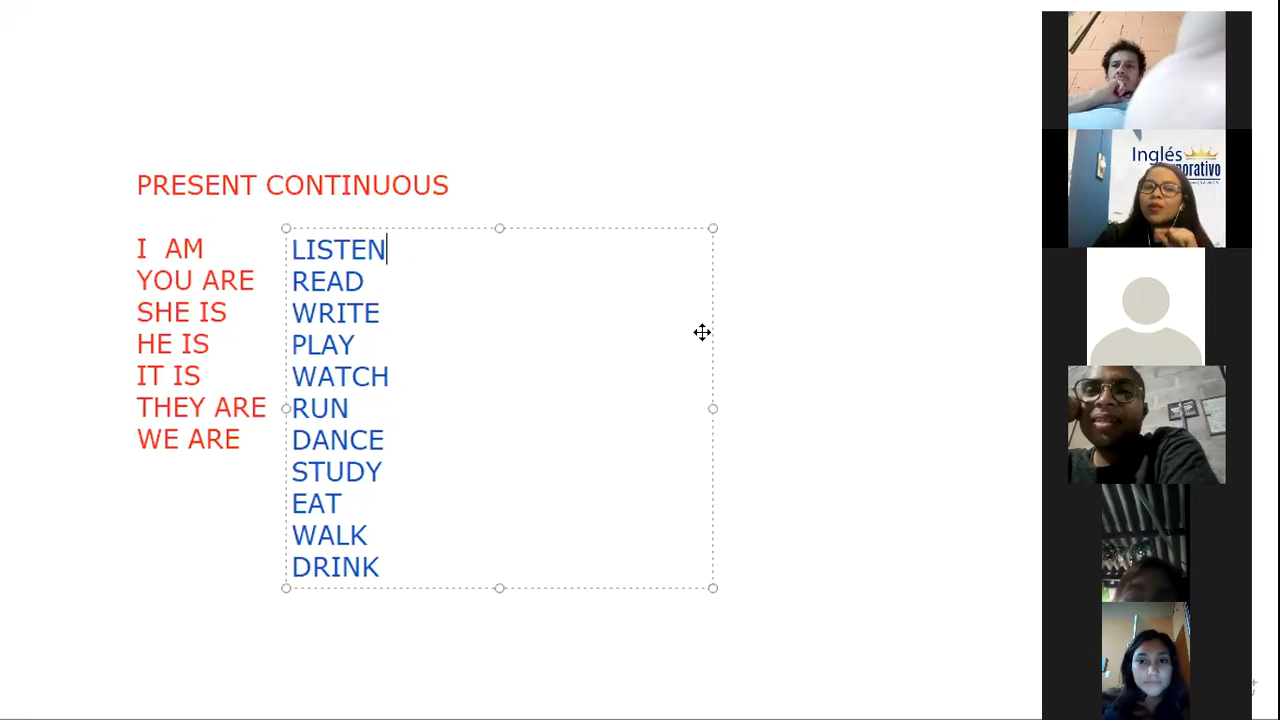 PRESENT CONTINUOUS
I AM
YOU ARE
SHE IS
HE IS
IT IS
THEY ARE
WE ARE
LISTEN
READ
WRITE
PLAY
WATCH
RUN
DANCE
STUDY
EAT
WALK
DRINK
Inglés